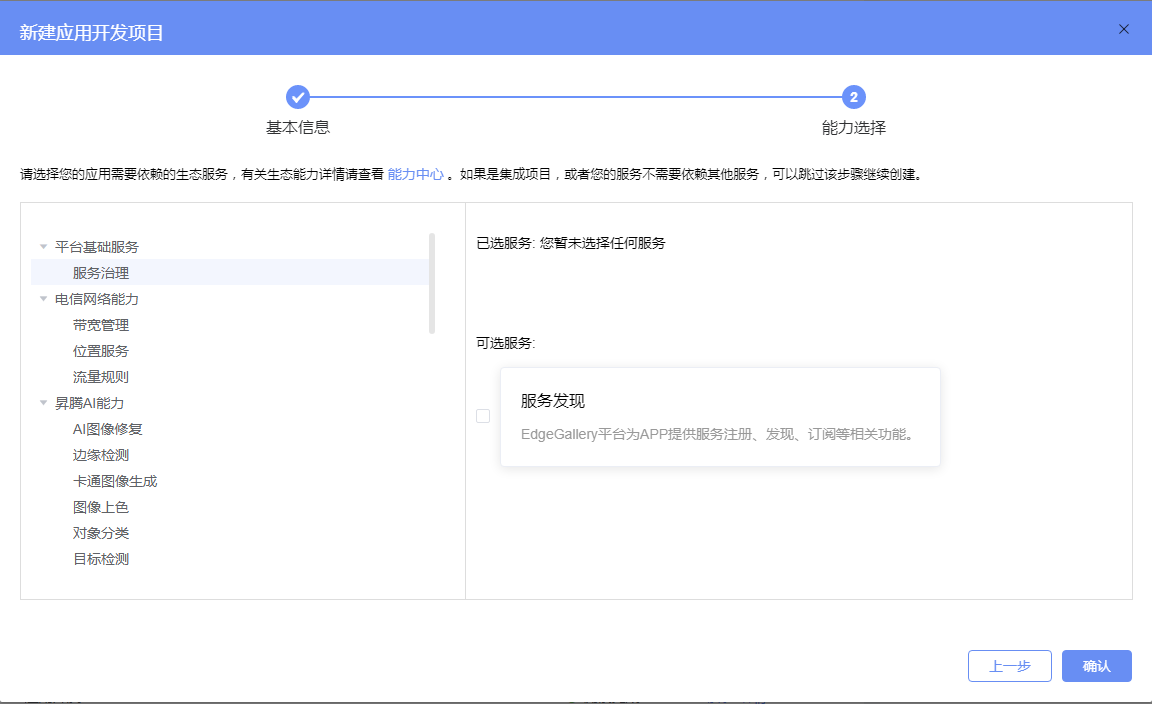 新建应用开发项目
2
基本信息
能力选择
请选择您的应用需要依赖的生态服务，有关生态能力详情请查看 能力中心 。如果是集成项目，或者您的服务不需要依赖其他服务，可以跳过该步骤继续创建。
平台基础服务
服务治理
电信网络能力
带宽管理
位置服务
流量规则
昇腾AI能力
AI图像修复
边缘检测
卡通图像生成
图像上色
对象分类
目标检测
已选服务: 您暂未选择任何服务
可选服务:
服务发现
EdgeGallery平台为APP提供服务注册、发现、订阅等相关功能。
上一步
确认